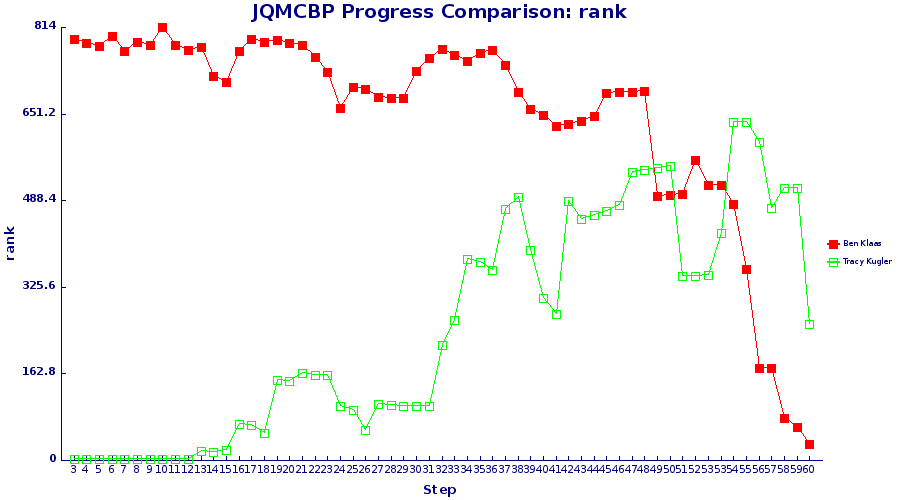 JQMCBP Progress Comparison: rank
814
651.2
488.4
325.6
162.8
0
rank
3 4 5 6 7 8 9 10 11 12 13 14 15 16 17 18 19 20 21 22 23 24 25 26 27 28 29 30 31 32 33 34 35 36 37 38 39 40 41 42 43 44 45 46 47 48 49 50 51 52 53 54 55 56 57 58 59 60
Step
Ben Klaas
Tracy Kugler